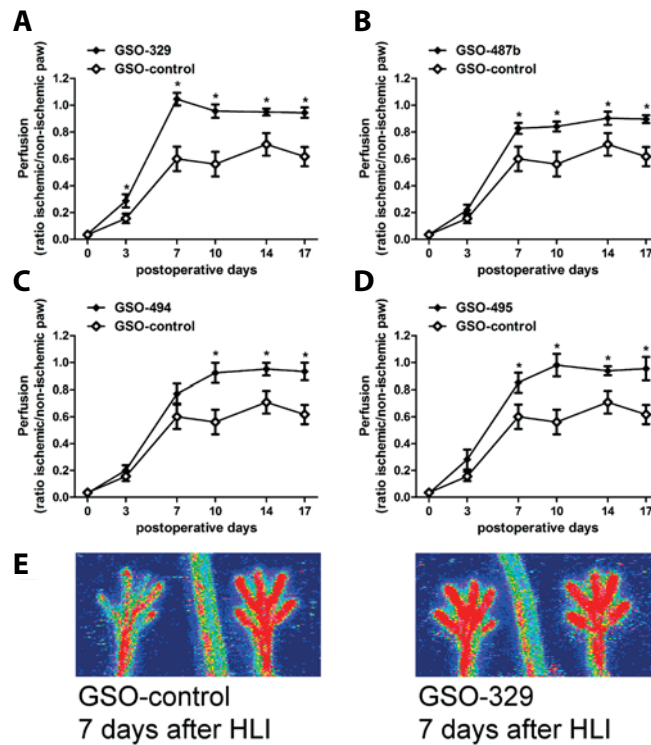 A
GSO-329
GSO-control
Perfusion
(ratio ischemic/non-ischemic paw)
1.2
1.0
0.8
0.6
0.4
0.2
0.0
* * * * *
0 3 7 10 14 17
postoperative days
B
GSO-487b
GSO-control
Perfusion
(ratio ischemic/non-ischemic paw)
1.2
1.0
0.8
0.6
0.4
0.2
0.0
* * * *
0 3 7 10 14 17
postoperative days
C
GSO-494
GSO-control
Perfusion
(ratio ischemic/non-ischemic paw)
1.2
1.0
0.8
0.6
0.4
0.2
0.0
* * *
0 3 7 10 14 17
postoperative days
D
GSO-495
GSO-control
Perfusion
(ratio ischemic/non-ischemic paw)
1.2
1.0
0.8
0.6
0.4
0.2
0.0
* * * *
0 3 7 10 14 17
postoperative days
E
GSO-control
7 days after HLI
GSO-329
7 days after HLI